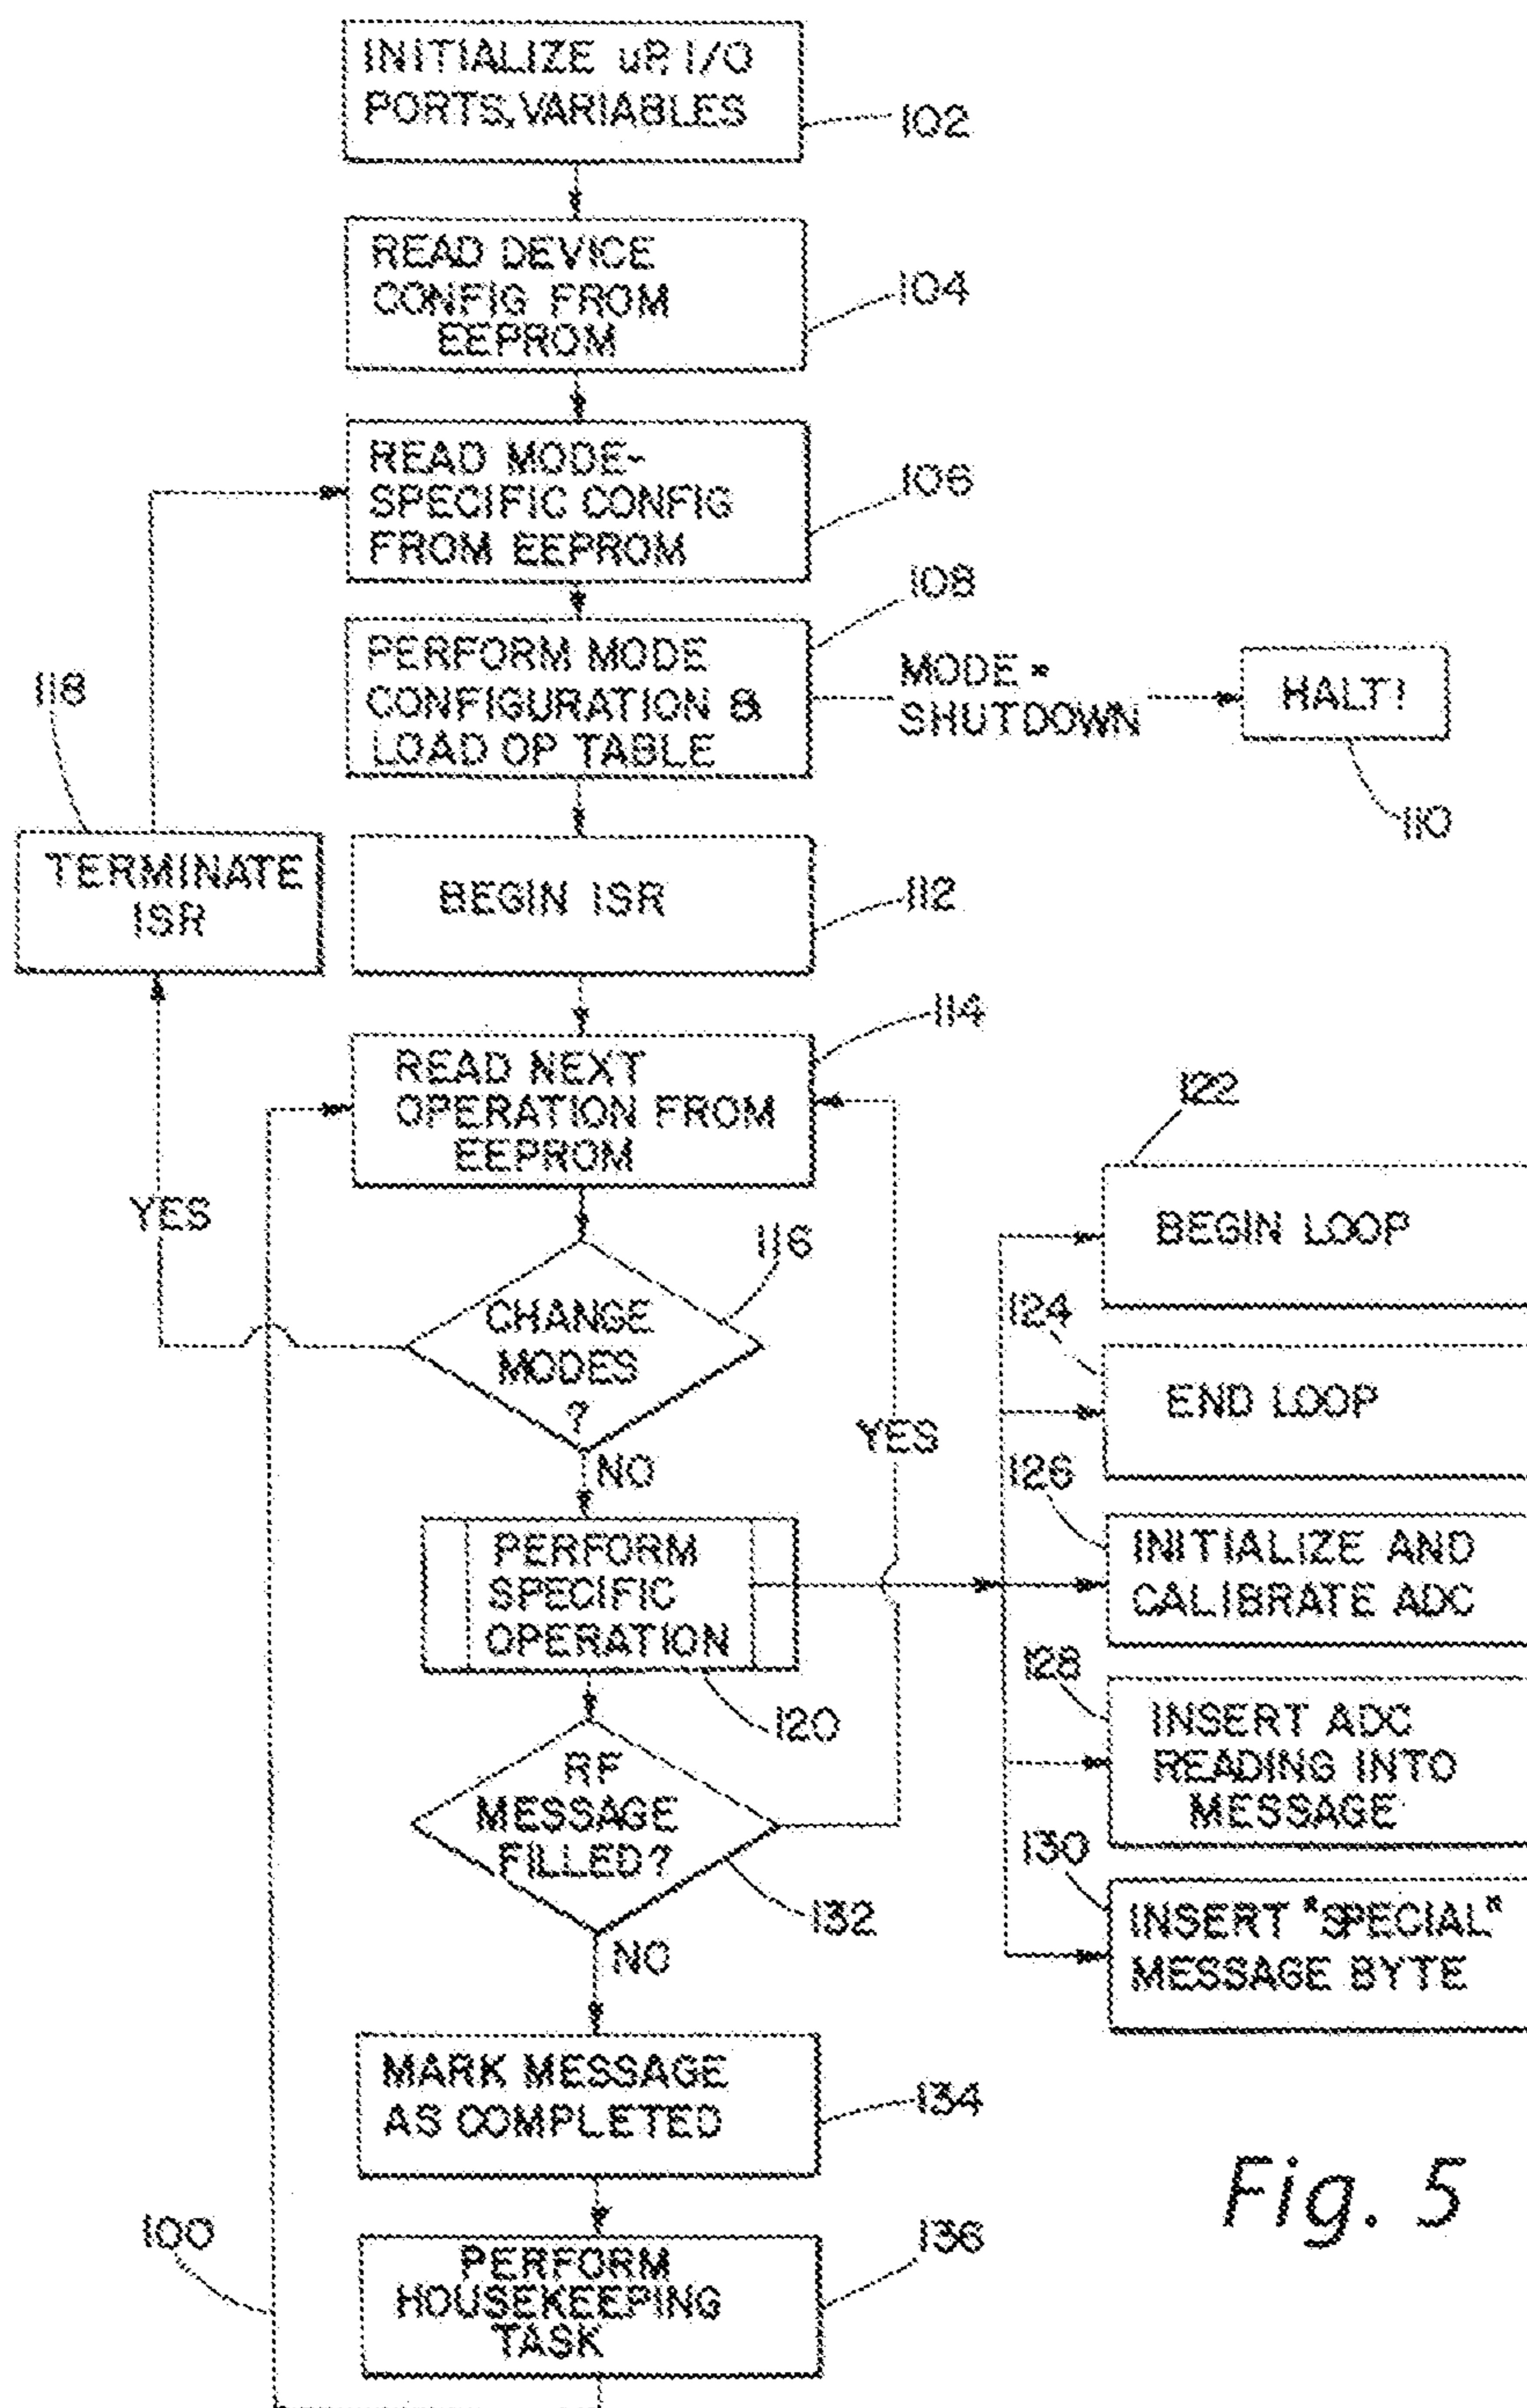 INITIALIZE uP, I/O
PORTS, VARIABLES
102
READ DEVICE
CONFIG FROM
EEPROM
104
READ MODE-
SPECIFIC CONFIG
FROM EEPROM
106
PERFORM MODE
CONFIGURATION &
LOAD OP TABLE
108
MODE =
SHUTDOWN
HALT!
110
118
TERMINATE
ISR
BEGIN ISR
112
READ NEXT
OPERATION FROM
EEPROM
114
YES
CHANGE
MODES
?
116
NO
YES
PERFORM
SPECIFIC
OPERATION
120
122
BEGIN LOOP
124
END LOOP
126
INITIALIZE AND
CALIBRATE ADC
128
INSERT ADC
READING INTO
MESSAGE
130
INSERT "SPECIAL"
MESSAGE BYTE
RF
MESSAGE
FILLED?
132
NO
MARK MESSAGE
AS COMPLETED
134
100
PERFORM
HOUSEKEEPING
TASK
136
Fig. 5